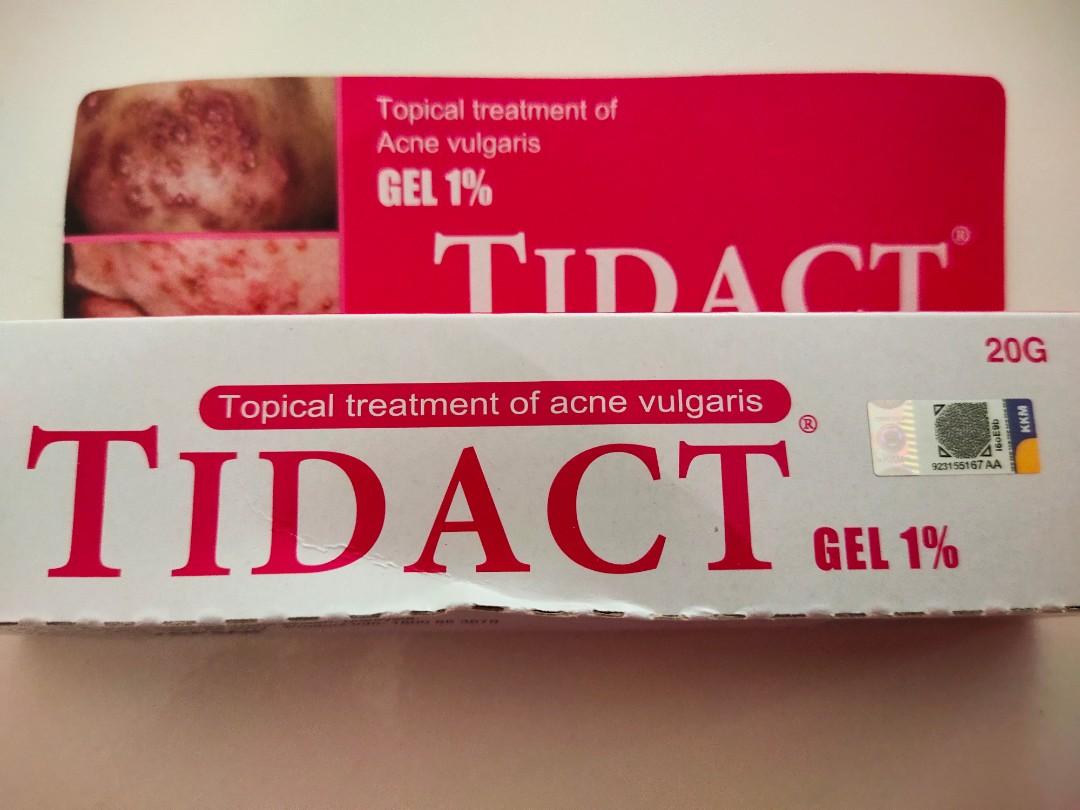 Topical treatment of
Acne vulgaris
GEL 1%
TIDACT®
20G
Topical treatment of acne vulgaris
TIDACT®
GEL 1%
KKM
I60E9b
923155167AA